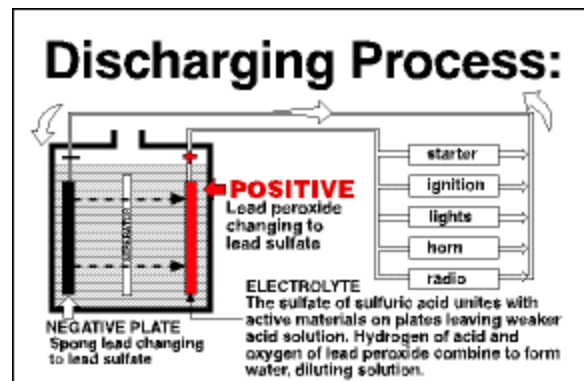 Discharging Process:
starter
ignition
lights
horn
radio
− +
SEPARATOR
POSITIVE
Lead peroxide
changing to
lead sulfate
NEGATIVE PLATE
Spong lead changing
to lead sulfate
ELECTROLYTE
The sulfate of sulfuric acid unites with
active materials on plates leaving weaker
acid solution. Hydrogen of acid and
oxygen of lead peroxide combine to form
water, diluting solution.